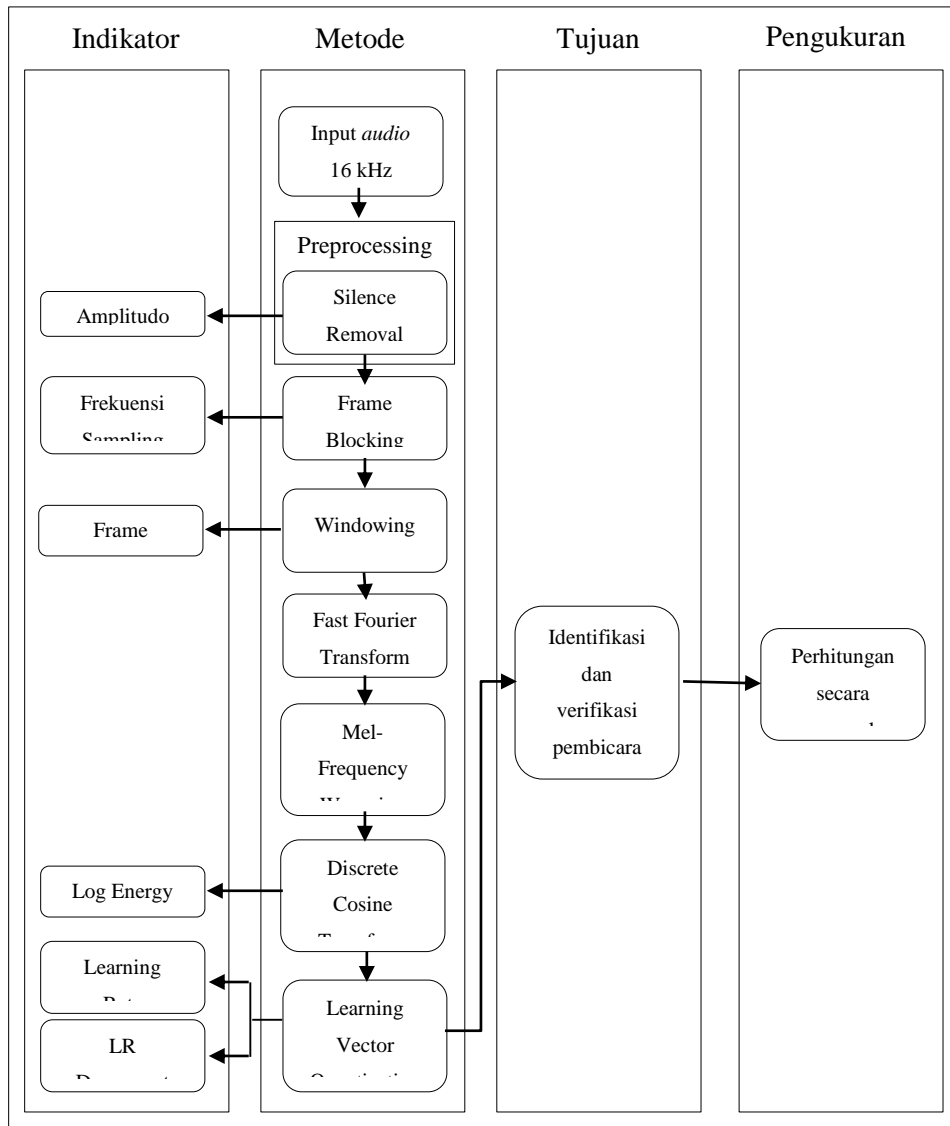 Indikator
Metode
Tujuan
Pengukuran
Input audio
16 kHz
Preprocessing
Silence
Removal
Amplitudo
Frekuensi
Sampling
Frame
Blocking
Frame
Windowing
Fast Fourier
Transform
Mel-
Frequency
Identifikasi
dan
verifikasi
pembicara
Perhitungan
secara
Log Energy
Discrete
Cosine
Learning
LR
Learning
Vector